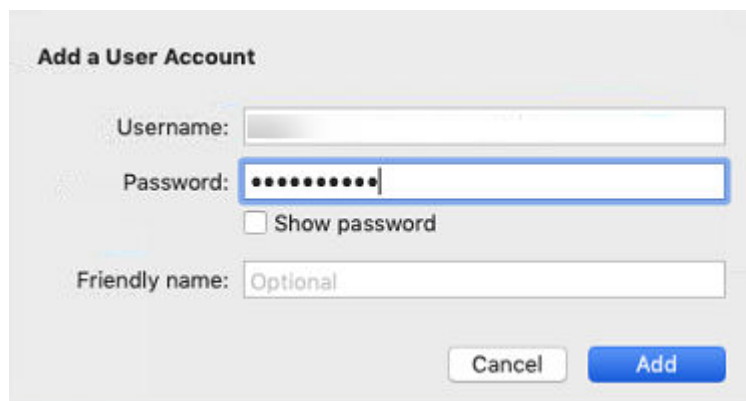 Add a User Account
Username:
Password: ••••••••••
Show password
Friendly name: Optional
Cancel Add